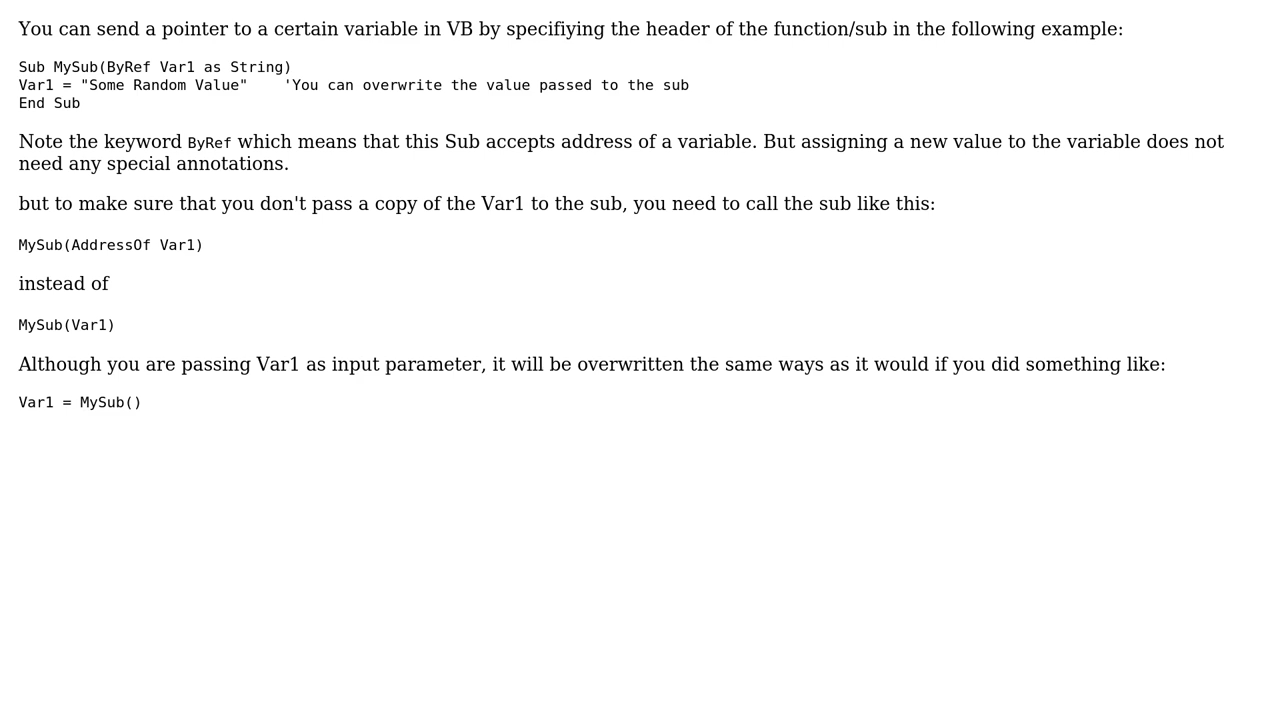 You can send a pointer to a certain variable in VB by specifiying the header of the function/sub in the following example:
Sub MySub(ByRef Var1 as String)
Var1 = "Some Random Value"    'You can overwrite the value passed to the sub
End Sub
Note the keyword ByRef which means that this Sub accepts address of a variable. But assigning a new value to the variable does not
need any special annotations.
but to make sure that you don't pass a copy of the Var1 to the sub, you need to call the sub like this:
MySub(AddressOf Var1)
instead of
MySub(Var1)
Although you are passing Var1 as input parameter, it will be overwritten the same ways as it would if you did something like:
Var1 = MySub()